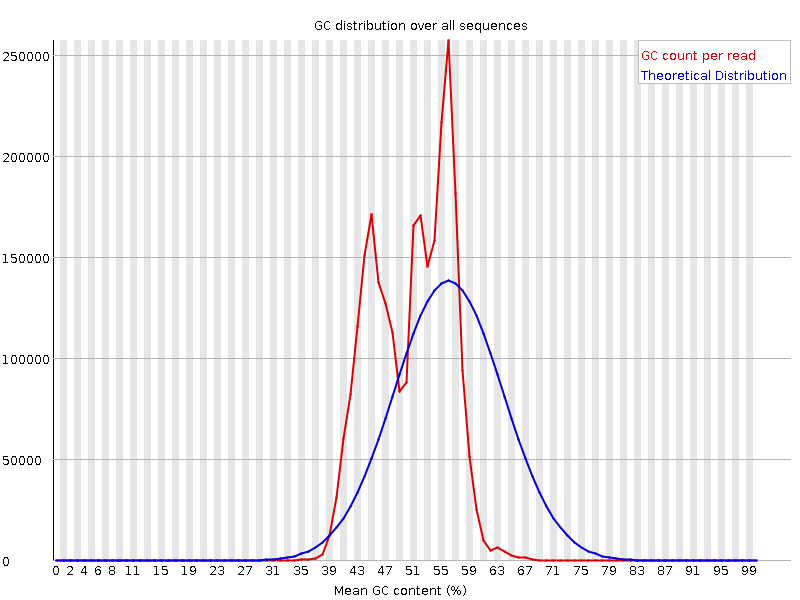 GC distribution over all sequences
GC count per read
Theoretical Distribution
250000
200000
150000
100000
50000
0
0 2 4 6 8 11 15 19 23 27 31 35 39 43 47 51 55 59 63 67 71 75 79 83 87 91 95 99
Mean GC content (%)